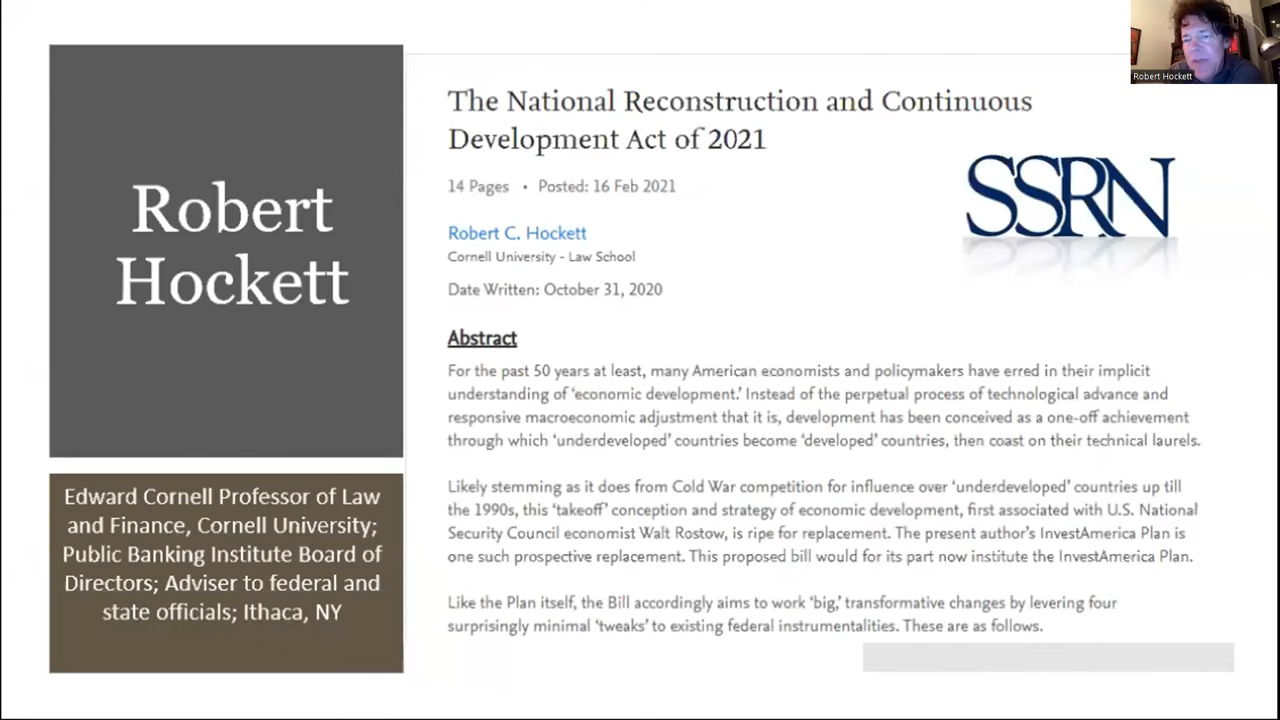 Robert
Hockett
Edward Cornell Professor of Law
and Finance, Cornell University;
Public Banking Institute Board of
Directors; Adviser to federal and
state officials; Ithaca, NY
The National Reconstruction and Continuous
Development Act of 2021
14 Pages • Posted: 16 Feb 2021
Robert C. Hockett
Cornell University - Law School
Date Written: October 31, 2020
SSRN
Abstract
For the past 50 years at least, many American economists and policymakers have erred in their implicit
understanding of ‘economic development.’ Instead of the perpetual process of technological advance and
responsive macroeconomic adjustment that it is, development has been conceived as a one-off achievement
through which ‘underdeveloped’ countries become ‘developed’ countries, then coast on their technical laurels.
Likely stemming as it does from Cold War competition for influence over ‘underdeveloped’ countries up till
the 1990s, this ‘takeoff’ conception and strategy of economic development, first associated with U.S. National
Security Council economist Walt Rostow, is ripe for replacement. The present author’s InvestAmerica Plan is
one such prospective replacement. This proposed bill would for its part now institute the InvestAmerica Plan.
Like the Plan itself, the Bill accordingly aims to work ‘big,’ transformative changes by levering four
surprisingly minimal ‘tweaks’ to existing federal instrumentalities. These are as follows.
Robert Hockett